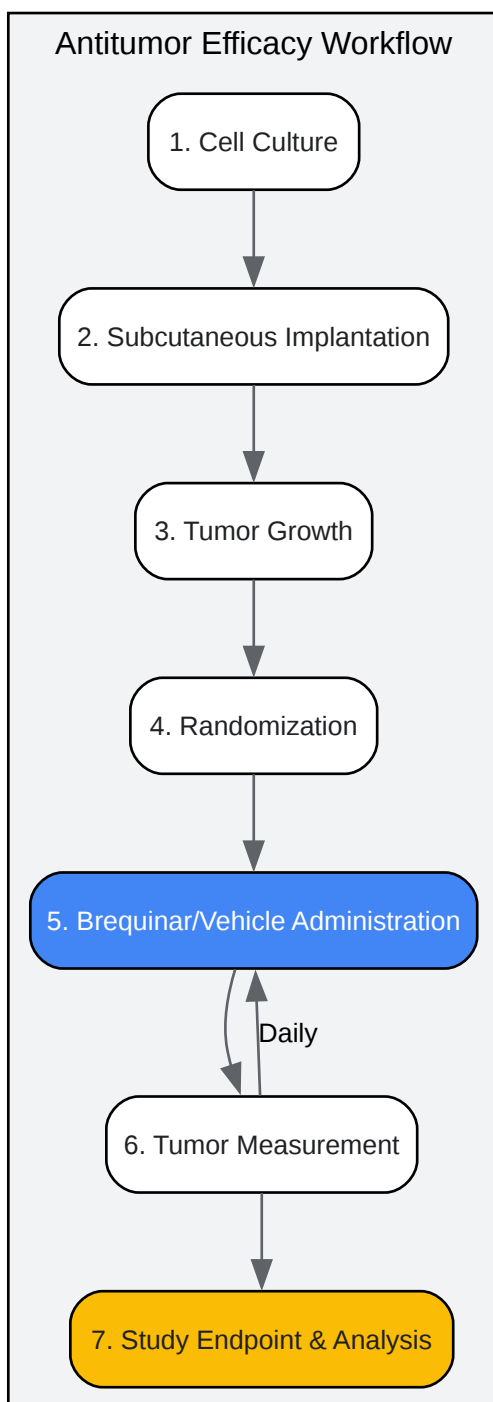 Antitumor Efficacy Workflow
1. Cell Culture
2. Subcutaneous Implantation
3. Tumor Growth
4. Randomization
5. Brequinar/Vehicle Administration
Daily
6. Tumor Measurement
7. Study Endpoint & Analysis